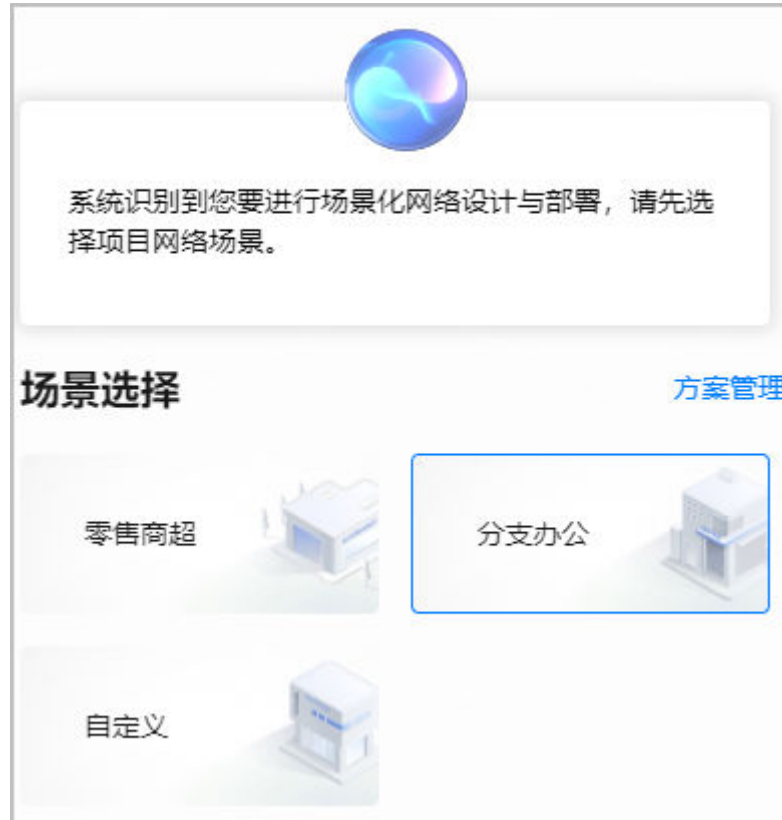 系统识别到您要进行场景化网络设计与部署，请先选
择项目网络场景。
场景选择
方案管理
零售商超
分支办公
自定义